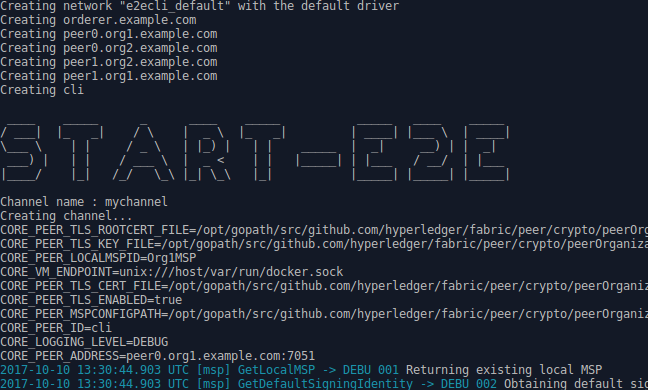 Creating network "e2ecli_default" with the default driver
Creating orderer.example.com
Creating peer0.org1.example.com
Creating peer0.org2.example.com
Creating peer1.org2.example.com
Creating peer1.org1.example.com
Creating cli
START-E2E
Channel name : mychannel
Creating channel...
CORE_PEER_TLS_ROOTCERT_FILE=/opt/gopath/src/github.com/hyperledger/fabric/peer/crypto/peerOrg
CORE_PEER_TLS_KEY_FILE=/opt/gopath/src/github.com/hyperledger/fabric/peer/crypto/peerOrganiza
CORE_PEER_LOCALMSPID=Org1MSP
CORE_VM_ENDPOINT=unix:///host/var/run/docker.sock
CORE_PEER_TLS_CERT_FILE=/opt/gopath/src/github.com/hyperledger/fabric/peer/crypto/peerOrganiz
CORE_PEER_TLS_ENABLED=true
CORE_PEER_MSPCONFIGPATH=/opt/gopath/src/github.com/hyperledger/fabric/peer/crypto/peerOrganiz
CORE_PEER_ID=cli
CORE_LOGGING_LEVEL=DEBUG
CORE_PEER_ADDRESS=peer0.org1.example.com:7051
2017-10-10 13:30:44.903 UTC [msp] GetLocalMSP -> DEBU 001 Returning existing local MSP
2017-10-10 13:30:44.903 UTC [msp] GetDefaultSigningIdentity -> DEBU 002 Obtaining default sig